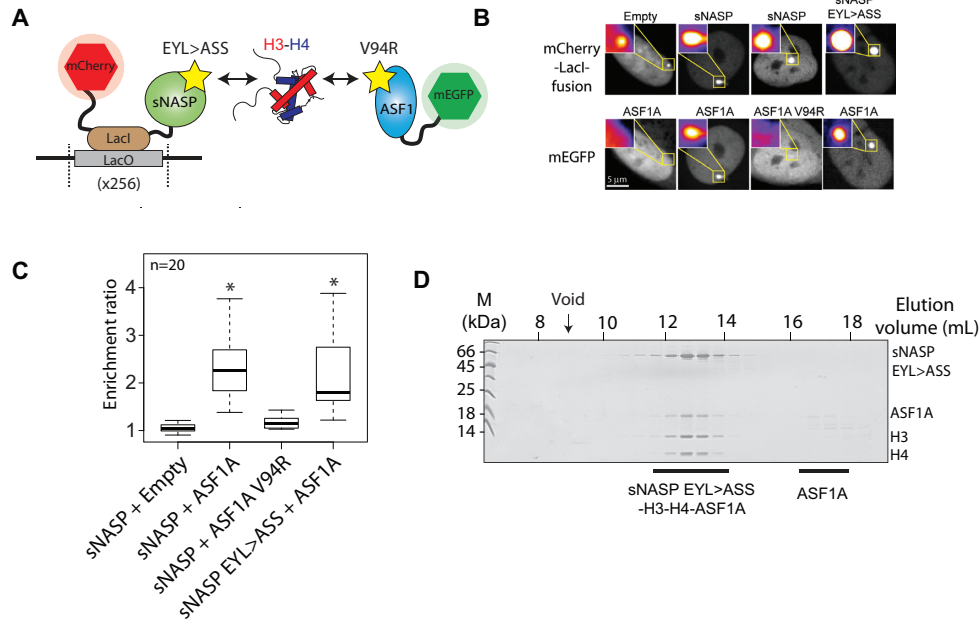 A
mCherry
EYL>ASS
sNASP
LacI
LacO
(x256)
H3-H4
V94R
ASF1
mEGFP
B
Empty
sNASP
sNASP
sNASP
EYL>ASS
mCherry
-LacI-
fusion
ASF1A
ASF1A
ASF1A V94R
ASF1A
mEGFP
5 µm
C
n=20
Enrichment ratio
4
3
2
1
sNASP + Empty
sNASP + ASF1A
sNASP + ASF1A V94R
sNASP EYL>ASS + ASF1A
*
*
D
M
(kDa)
Void
8
10
12
14
16
18
Elution
volume (mL)
66
45
25
18
14
sNASP
EYL>ASS
ASF1A
H3
H4
sNASP EYL>ASS
-H3-H4-ASF1A
ASF1A